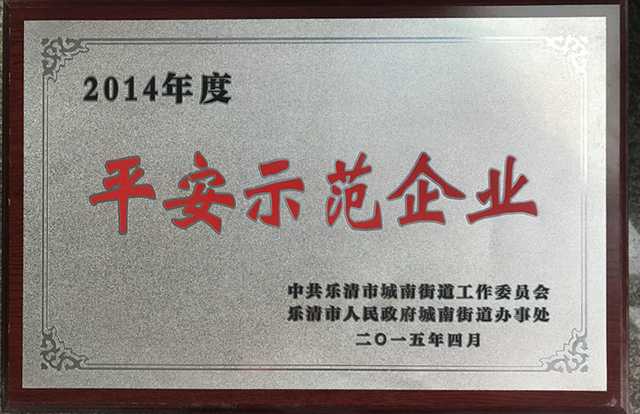 2014年度
平安示范企业
中共乐清市城南街道工作委员会
乐清市人民政府城南街道办事处
二〇一五年四月